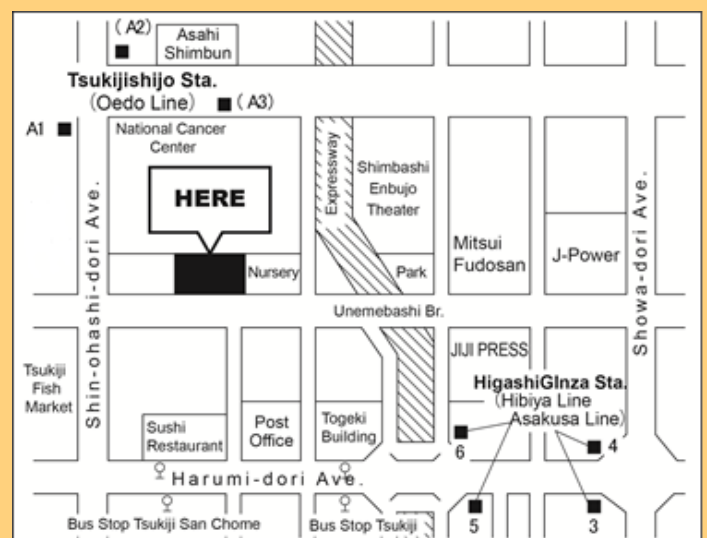 (A2)
Asahi
Shimbun
Tsukijishijo Sta.
(Oedo Line)
(A3)
A1
National Cancer
Center
HERE
Nursery
Expressway
Shimbashi
Enbujo
Theater
Park
Mitsui
Fudosan
J-Power
Shin-ohashi-dori Ave.
Showa-dori Ave.
Unemebashi Br.
Tsukiji
Fish
Market
JIJI PRESS
HigashiGInza Sta.
(Hibiya Line
Asakusa Line)
Sushi
Restaurant
Post
Office
Togeki
Building
6
4
Harumi-dori Ave.
Bus Stop Tsukiji San Chome
Bus Stop Tsukiji
5
3